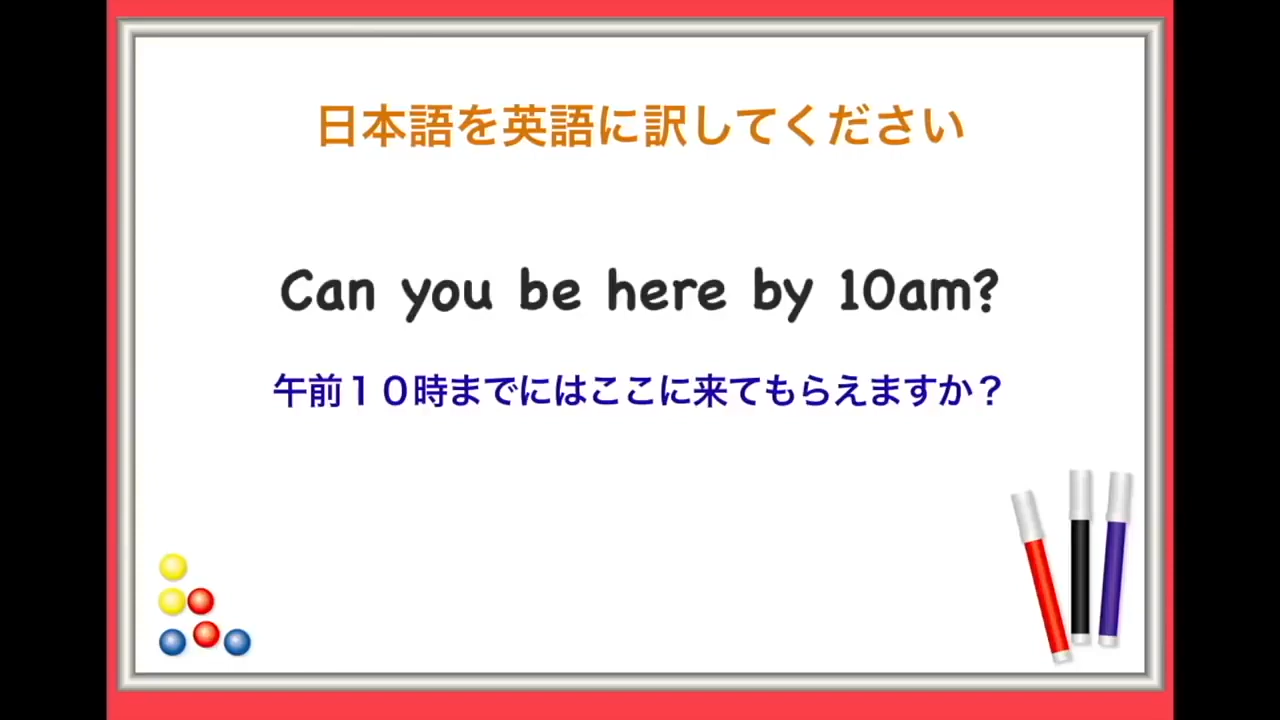 日本語を英語に訳してください
Can you be here by 10am?
午前１０時までにはここに来てもらえますか？